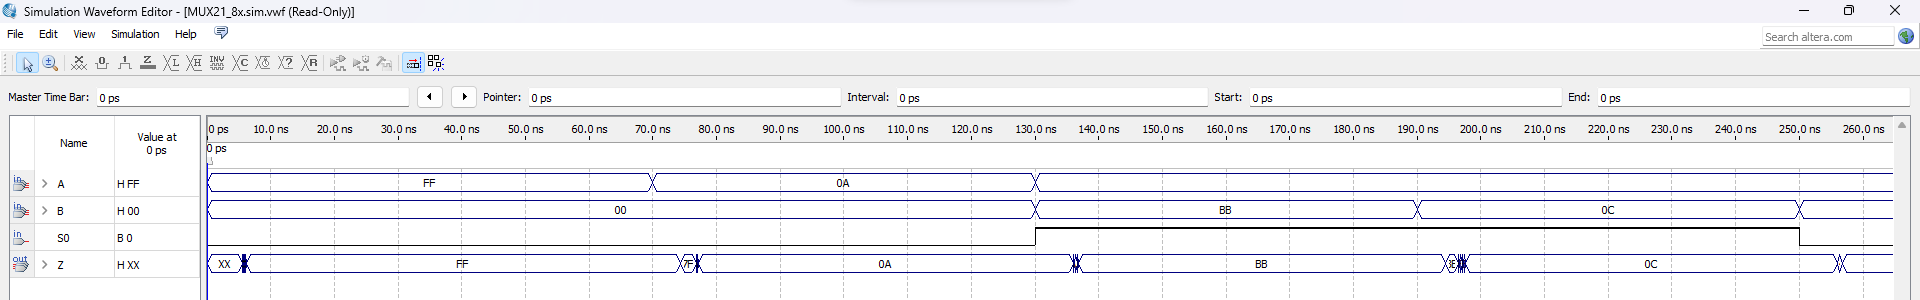 Simulation Waveform Editor - [MUX21_8x.sim.vwf (Read-Only)]
File Edit View Simulation Help
Search altera.com
Master Time Bar: 0 ps Pointer: 0 ps Interval: 0 ps Start: 0 ps End: 0 ps
Name Value at 0 ps
0 ps 10.0 ns 20.0 ns 30.0 ns 40.0 ns 50.0 ns 60.0 ns 70.0 ns 80.0 ns 90.0 ns 100.0 ns 110.0 ns 120.0 ns 130.0 ns 140.0 ns 150.0 ns 160.0 ns 170.0 ns 180.0 ns 190.0 ns 200.0 ns 210.0 ns 220.0 ns 230.0 ns 240.0 ns 250.0 ns 260.0 ns
0 ps
in A H FF FF 0A
in B H 00 00 BB 0C
in S0 B 0
out Z H XX XX FF 7F 0A BB 0C